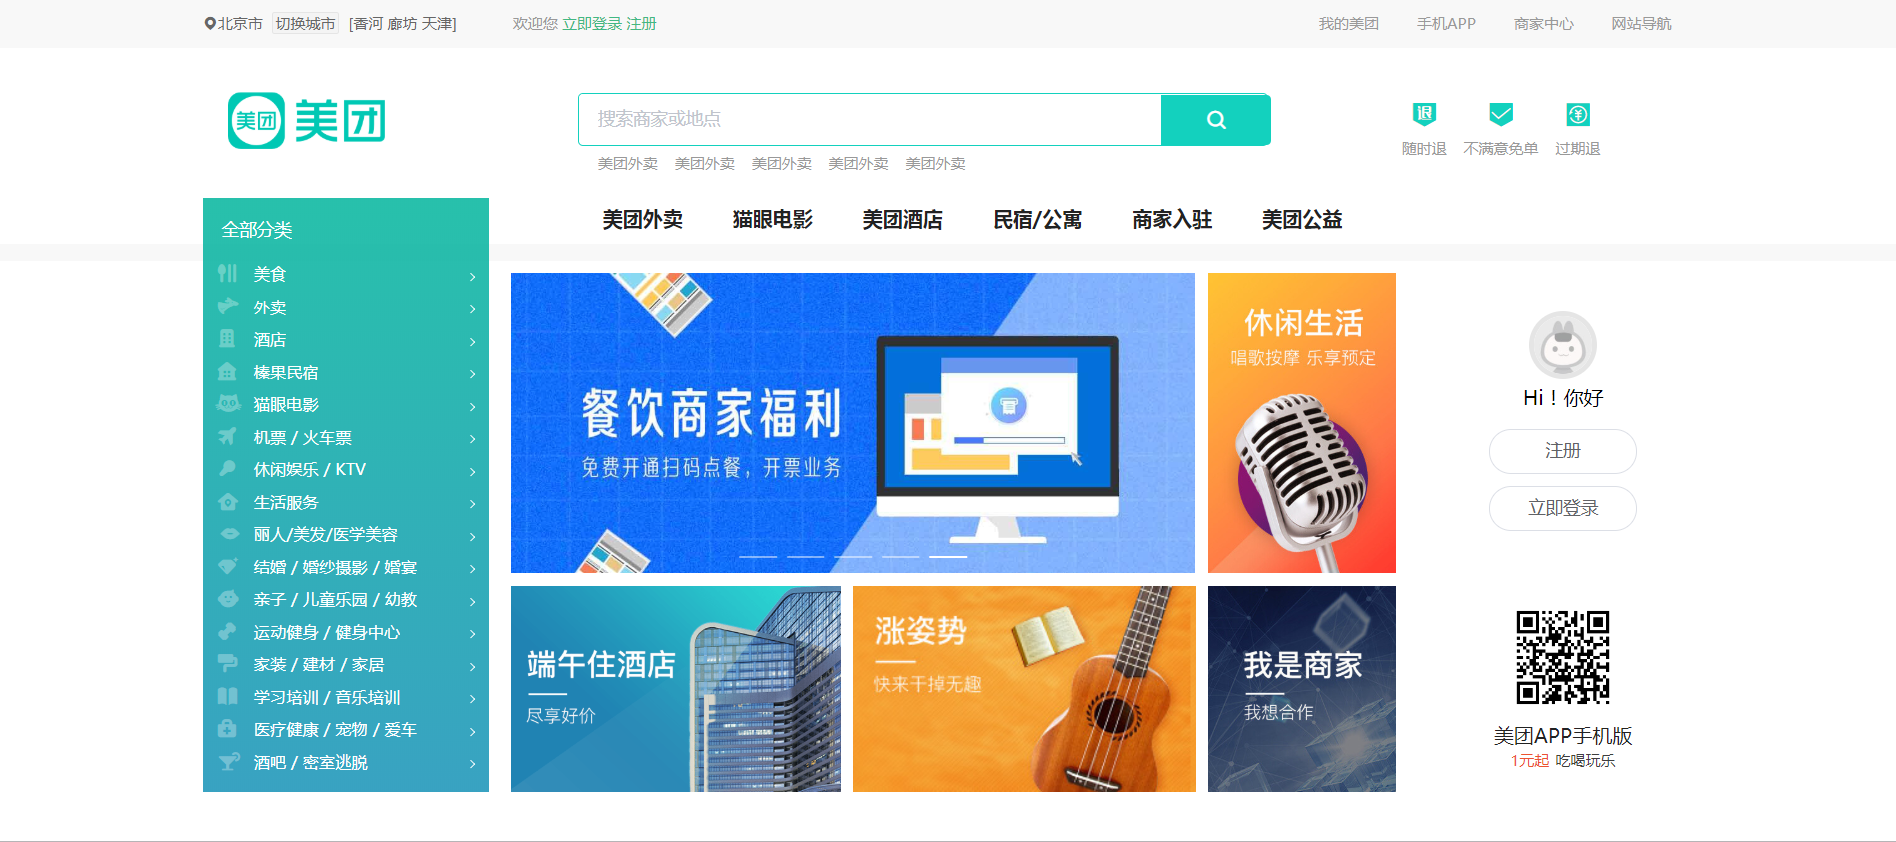 北京市 切换城市 [香河 廊坊 天津] 欢迎您 立即登录 注册 我的美团 手机APP 商家中心 网站导航
美团 美团
搜索商家或地点
退
随时退 不满意免单 过期退
美团外卖 美团外卖 美团外卖 美团外卖 美团外卖
美团外卖 猫眼电影 美团酒店 民宿/公寓 商家入驻 美团公益
全部分类
美食
外卖
酒店
榛果民宿
猫眼电影
机票 / 火车票
休闲娱乐 / KTV
生活服务
丽人/美发/医学美容
结婚 / 婚纱摄影 / 婚宴
亲子 / 儿童乐园 / 幼教
运动健身 / 健身中心
家装 / 建材 / 家居
学习培训 / 音乐培训
医疗健康 / 宠物 / 爱车
酒吧 / 密室逃脱
餐饮商家福利
免费开通扫码点餐，开票业务
休闲生活
唱歌按摩 乐享预定
端午住酒店
尽享好价
涨姿势
快来干掉无趣
我是商家
我想合作
Hi！你好
注册
立即登录
美团APP手机版
1元起 吃喝玩乐